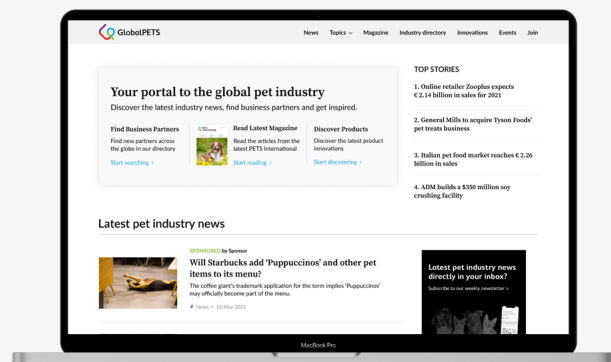 GlobalPETS
News Topics Magazine Industry directory Innovations Events Join
Your portal to the global pet industry
Discover the latest industry news, find business partners and get inspired.
Find Business Partners
Find new partners across
the globe in our directory
Start searching >
Read Latest Magazine
Read the articles from the
latest PETS International
Start reading >
Discover Products
Discover the latest product
innovations
Start discovering >
TOP STORIES
1. Online retailer Zooplus expects
€ 2.14 billion in sales for 2021
2. General Mills to acquire Tyson Foods'
pet treats business
3. Italian pet food market reaches € 2.26
billion in sales
4. ADM builds a $350 million soy
crushing facility
Latest pet industry news
SPONSORED by Sponsor
Will Starbucks add 'Puppuccinos' and other pet
items to its menu?
The coffee giant's trademark application for the term implies 'Puppuccinos'
may officially become part of the menu.
News • 16 May 2021
Latest pet industry news
directly in your inbox?
Subscribe to our weekly newsletter >
MacBook Pro